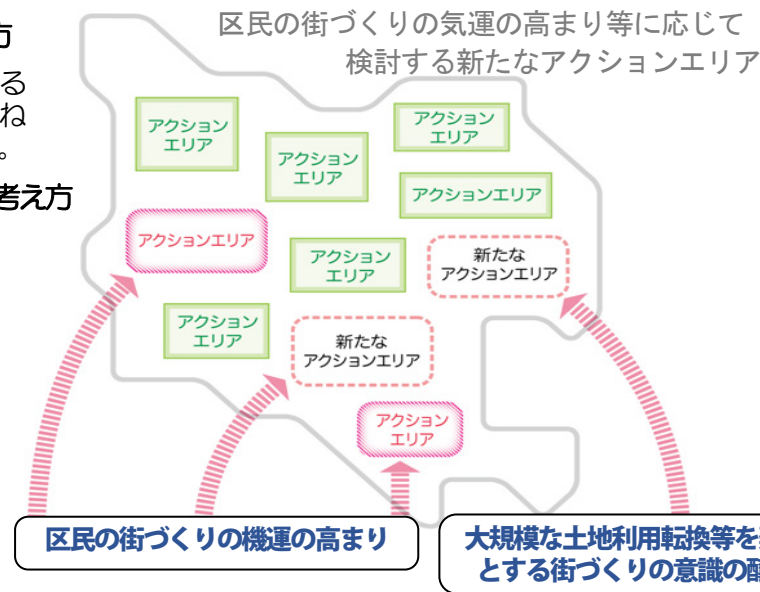 区民の街づくりの気運の高まり等に応じて
検討する新たなアクションエリア
方
る
ね
。
考え方
アクション
エリア
アクション
エリア
アクション
エリア
アクションエリア
アクションエリア
アクション
エリア
新たな
アクションエリア
アクション
エリア
新たな
アクションエリア
アクション
エリア
区民の街づくりの機運の高まり
大規模な土地利用転換等を
とする街づくりの意識の